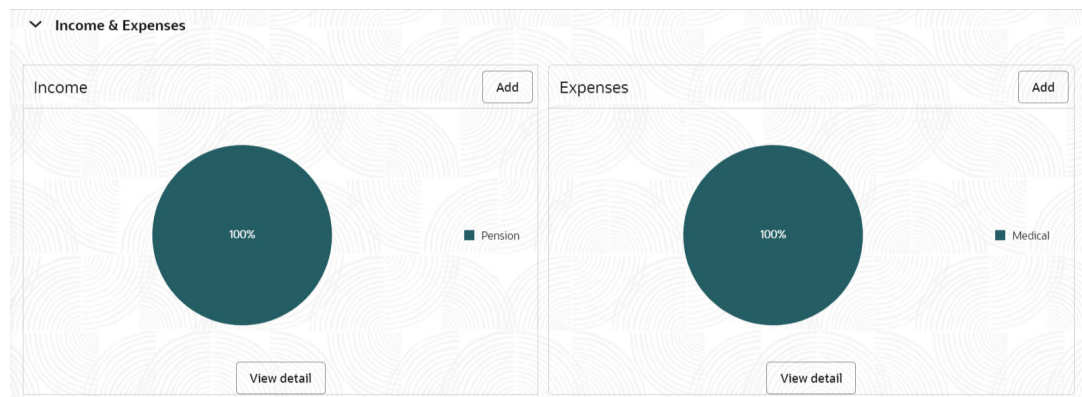 Income & Expenses
Income
Add
100%
Pension
View detail
Expenses
Add
100%
Medical
View detail